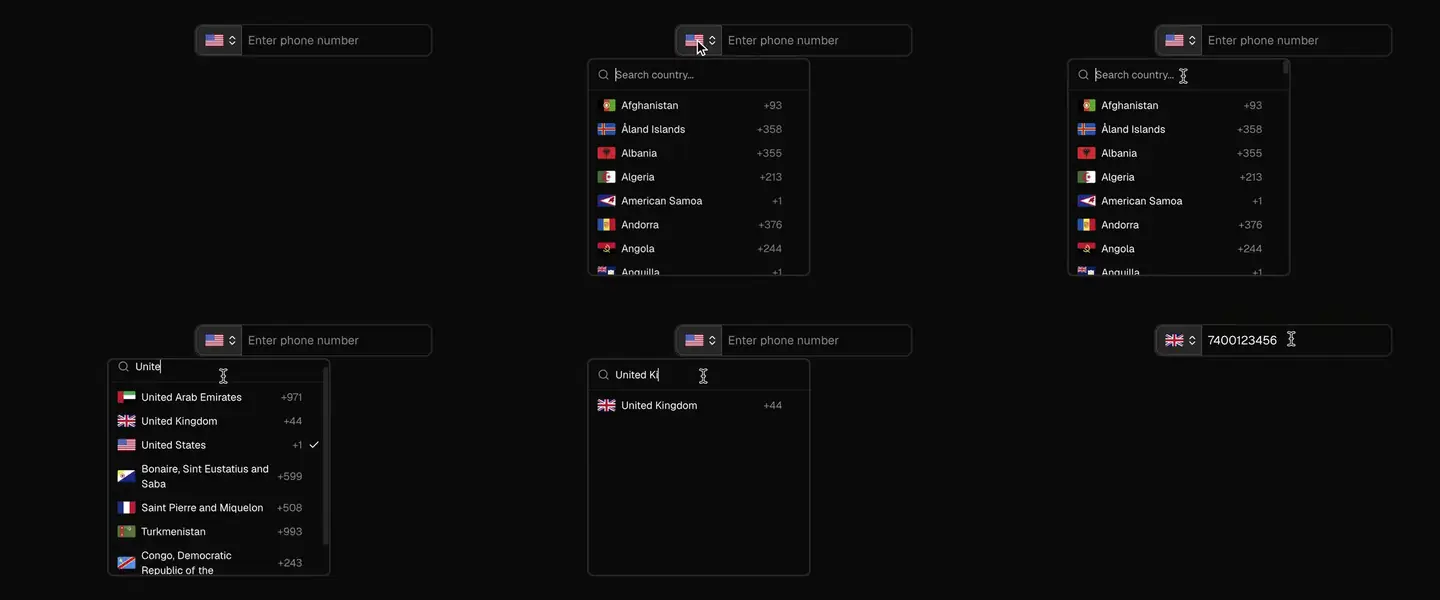 Enter phone number
Enter phone number
Search country...
Afghanistan +93
Åland Islands +358
Albania +355
Algeria +213
American Samoa +1
Andorra +376
Angola +244
Anguilla +1
Enter phone number
Search country...
Afghanistan +93
Åland Islands +358
Albania +355
Algeria +213
American Samoa +1
Andorra +376
Angola +244
Anguilla +1
Enter phone number
Unite
United Arab Emirates +971
United Kingdom +44
United States +1
Bonaire, Sint Eustatius and
Saba +599
Saint Pierre and Miquelon +508
Turkmenistan +993
Congo, Democratic
Republic of the +243
Enter phone number
United Ki
United Kingdom +44
7400123456